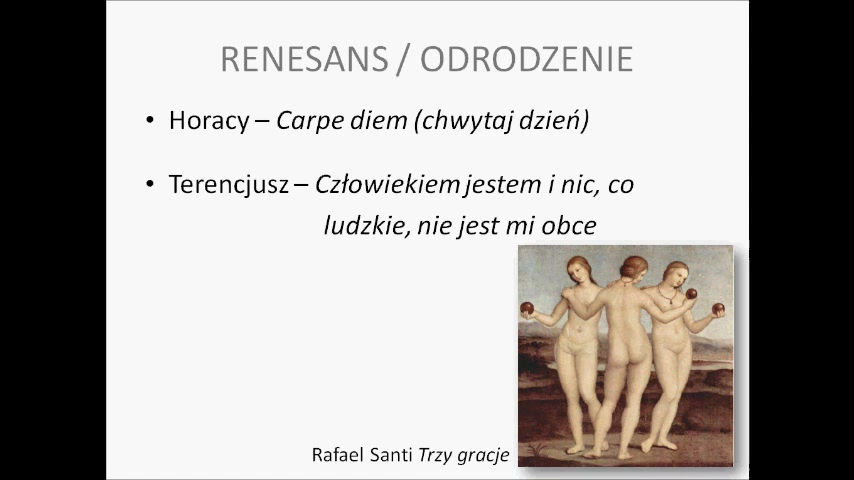 RENESANS / ODRODZENIE
• Horacy – Carpe diem (chwytaj dzień)
• Terencjusz – Człowiekiem jestem i nic, co
ludzkie, nie jest mi obce
Rafael Santi Trzy gracje